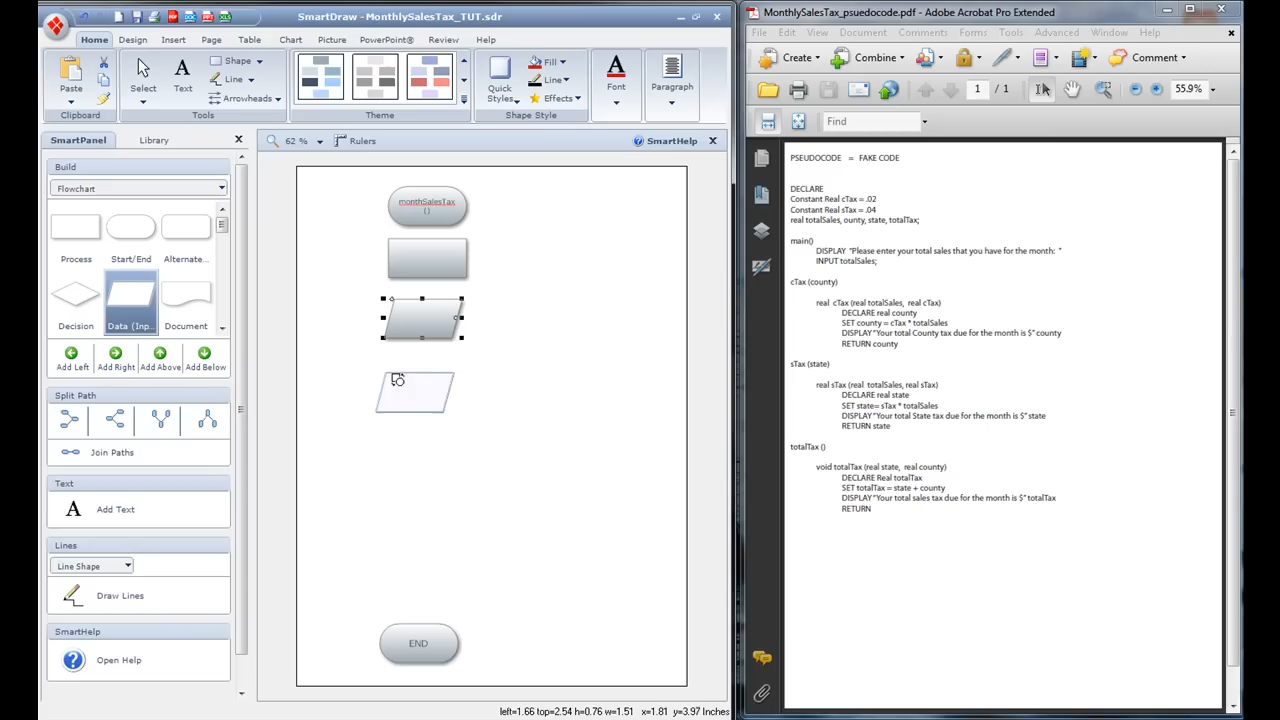 SmartDraw - MonthlySalesTax_TUT.sdr
Home
Design
Insert
Page
Table
Chart
Picture
PowerPoint®
Review
Help
Paste
Clipboard
Select
Text
Shape
Line
Arrowheads
Tools
Theme
Quick
Styles
Fill
Line
Effects
Shape Style
Font
Paragraph
SmartPanel
Library
62 %
Rulers
SmartHelp
Build
Flowchart
Process
Start/End
Alternate...
Decision
Data (Inp...
Document
Add Left
Add Right
Add Above
Add Below
Split Path
Join Paths
Text
Add Text
Lines
Line Shape
Draw Lines
SmartHelp
Open Help
monthSalesTax
()
END
left=1.66 top=2.54 h=0.76 w=1.51 x=1.81 y=3.97 Inches
MonthlySalesTax_psuedocode.pdf - Adobe Acrobat Pro Extended
File
Edit
View
Document
Comments
Forms
Tools
Advanced
Window
Help
Create
Combine
Comment
1 / 1
55.9%
Find
PSEUDOCODE = FAKE CODE
DECLARE
Constant Real cTax = .02
Constant Real sTax = .04
real totalSales, ounty, state, totalTax;
main()
DISPLAY "Please enter your total sales that you have for the month: "
INPUT totalSales;
cTax (county)
real cTax (real totalSales, real cTax)
DECLARE real county
SET county = cTax * totalSales
DISPLAY "Your total County tax due for the month is $" county
RETURN county
sTax (state)
real sTax (real totalSales, real sTax)
DECLARE real state
SET state= sTax * totalSales
DISPLAY "Your total State tax due for the month is $" state
RETURN state
totalTax ()
void totalTax (real state, real county)
DECLARE Real totalTax
SET totalTax = state + county
DISPLAY "Your total sales tax due for the month is $" totalTax
RETURN